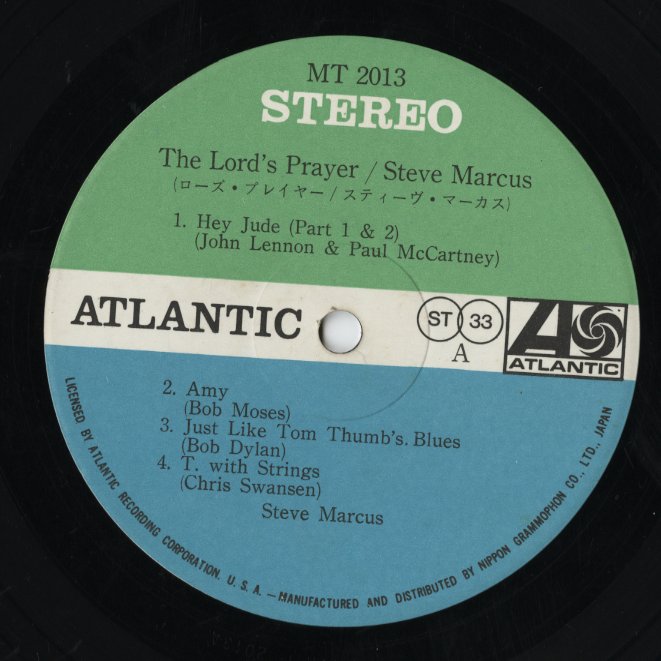 MT 2013
STEREO
The Lord's Prayer / Steve Marcus
(ローズ・プレイヤー / スティーヴ・マーカス)
1. Hey Jude (Part 1 & 2)
(John Lennon & Paul McCartney)
ATLANTIC
ST 33
A
ATLANTIC
2. Amy
(Bob Moses)
3. Just Like Tom Thumb's. Blues
(Bob Dylan)
4. T. with Strings
(Chris Swansen)
Steve Marcus
LICENSED BY ATLANTIC RECORDING CORPORATION. U. S. A. — MANUFACTURED AND DISTRIBUTED BY NIPPON GRAMMOPHON CO., LTD., JAPAN